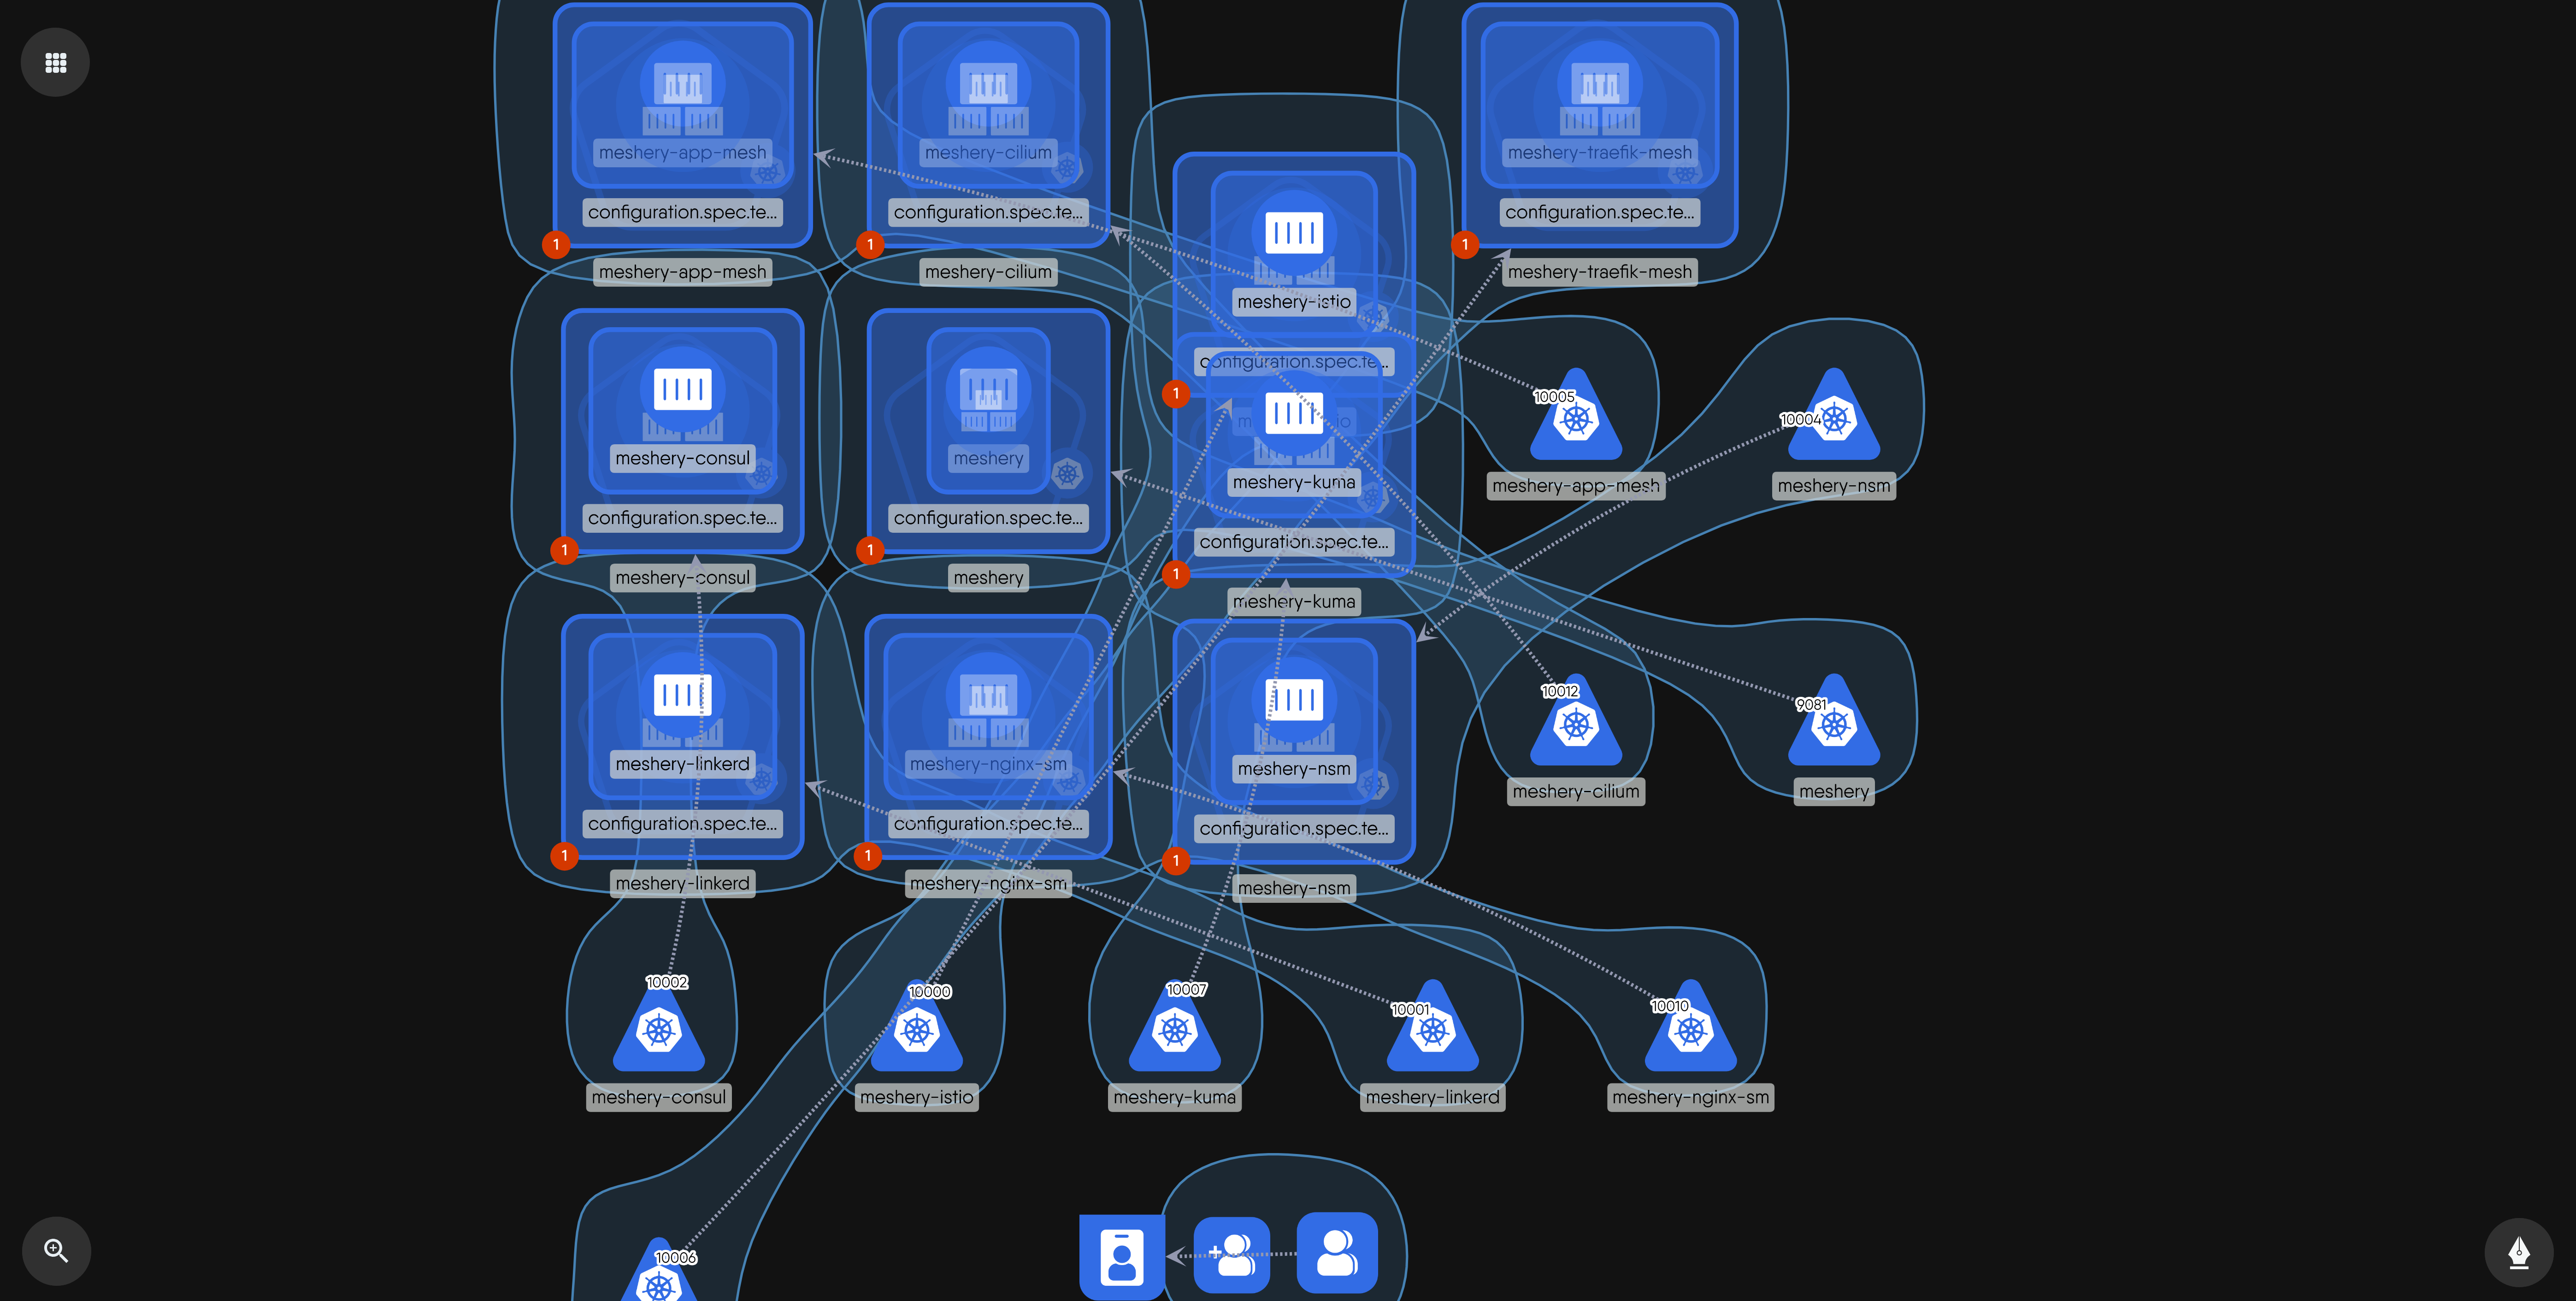 meshery-app-mesh
meshery-cilium
meshery-traefik-mesh
configuration.spec.te...
configuration.spec.te...
configuration.spec.te...
1
1
1
meshery-app-mesh
meshery-cilium
meshery-traefik-mesh
meshery-istio
configuration.spec.te...
1
meshery-consul
meshery
meshery-kuma
configuration.spec.te...
configuration.spec.te...
configuration.spec.te...
1
1
1
meshery-consul
meshery
meshery-kuma
10005
10004
meshery-app-mesh
meshery-nsm
meshery-linkerd
meshery-nginx-sm
meshery-nsm
configuration.spec.te...
configuration.spec.te...
configuration.spec.te...
1
1
1
meshery-linkerd
meshery-nginx-sm
meshery-nsm
10012
9081
meshery-cilium
meshery
10002
10000
10007
10001
10010
meshery-consul
meshery-istio
meshery-kuma
meshery-linkerd
meshery-nginx-sm
10006